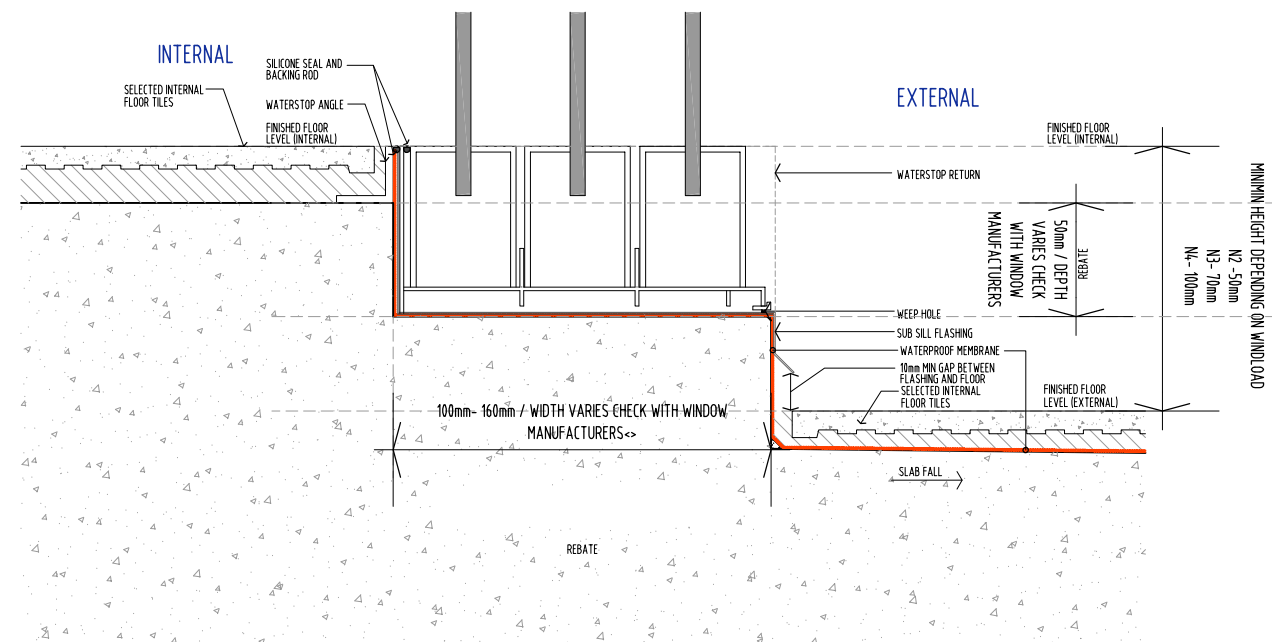 INTERNAL
SILICONE SEAL AND
BACKING ROD
SELECTED INTERNAL
FLOOR TILES
WATERSTOP ANGLE
FINISHED FLOOR
LEVEL (INTERNAL)
EXTERNAL
FINISHED FLOOR
LEVEL (INTERNAL)
WATERSTOP RETURN
MINIMIN HEIGHT DEPENDING ON WINDLOAD
N2 -50mm
N3- 70mm
N4- 100mm
REBATE
50mm / DEPTH
VARIES CHECK
WITH WINDOW
MANUFACTURERS
WEEP HOLE
SUB SILL FLASHING
WATERPROOF MEMBRANE
10mm MIN GAP BETWEEN
FLASHING AND FLOOR
SELECTED INTERNAL
FLOOR TILES
FINISHED FLOOR
LEVEL (EXTERNAL)
100mm- 160mm / WIDTH VARIES CHECK WITH WINDOW
MANUFACTURERS<>
SLAB FALL
REBATE